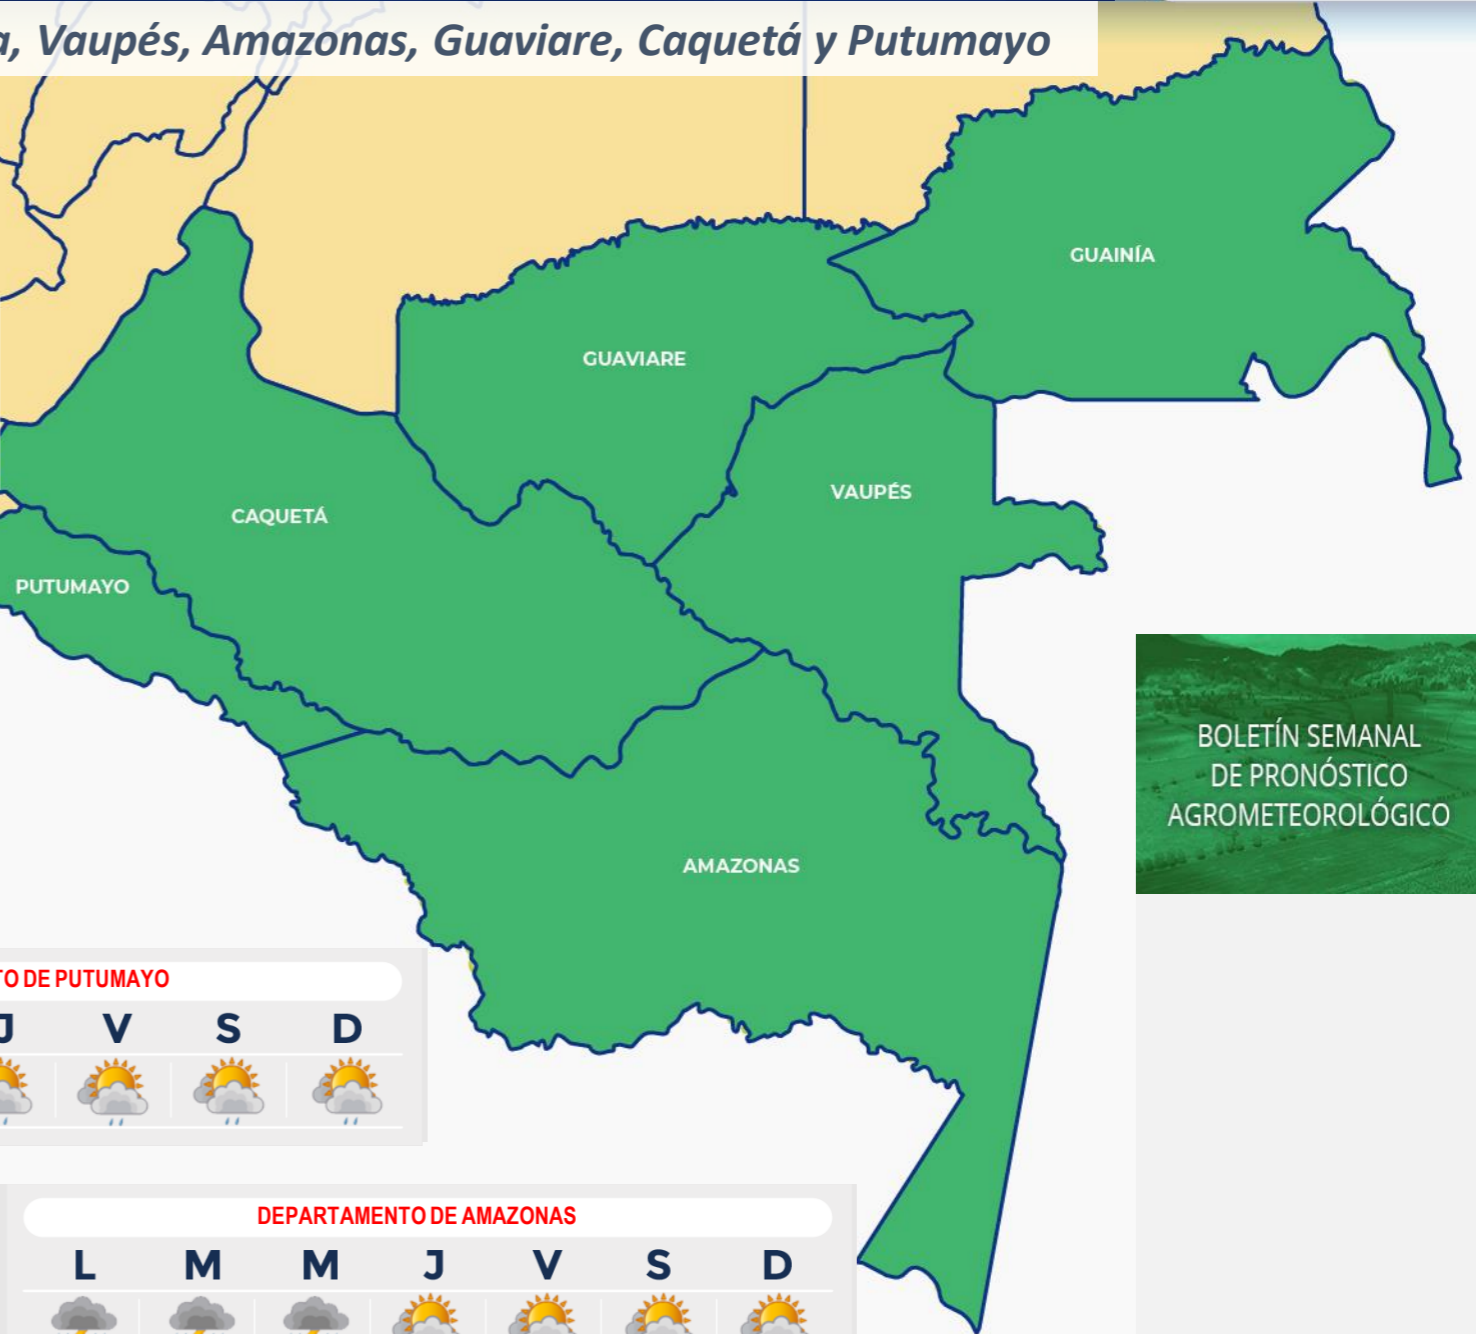 Vaupés, Amazonas, Guaviare, Caquetá y Putumayo
GUAINÍA
GUAVIARE
VAUPÉS
CAQUETÁ
PUTUMAYO
AMAZONAS
BOLETÍN SEMANAL
DE PRONÓSTICO
AGROMETEOROLÓGICO
DE PUTUMAYO
J V S D
DEPARTAMENTO DE AMAZONAS
L M M J V S D